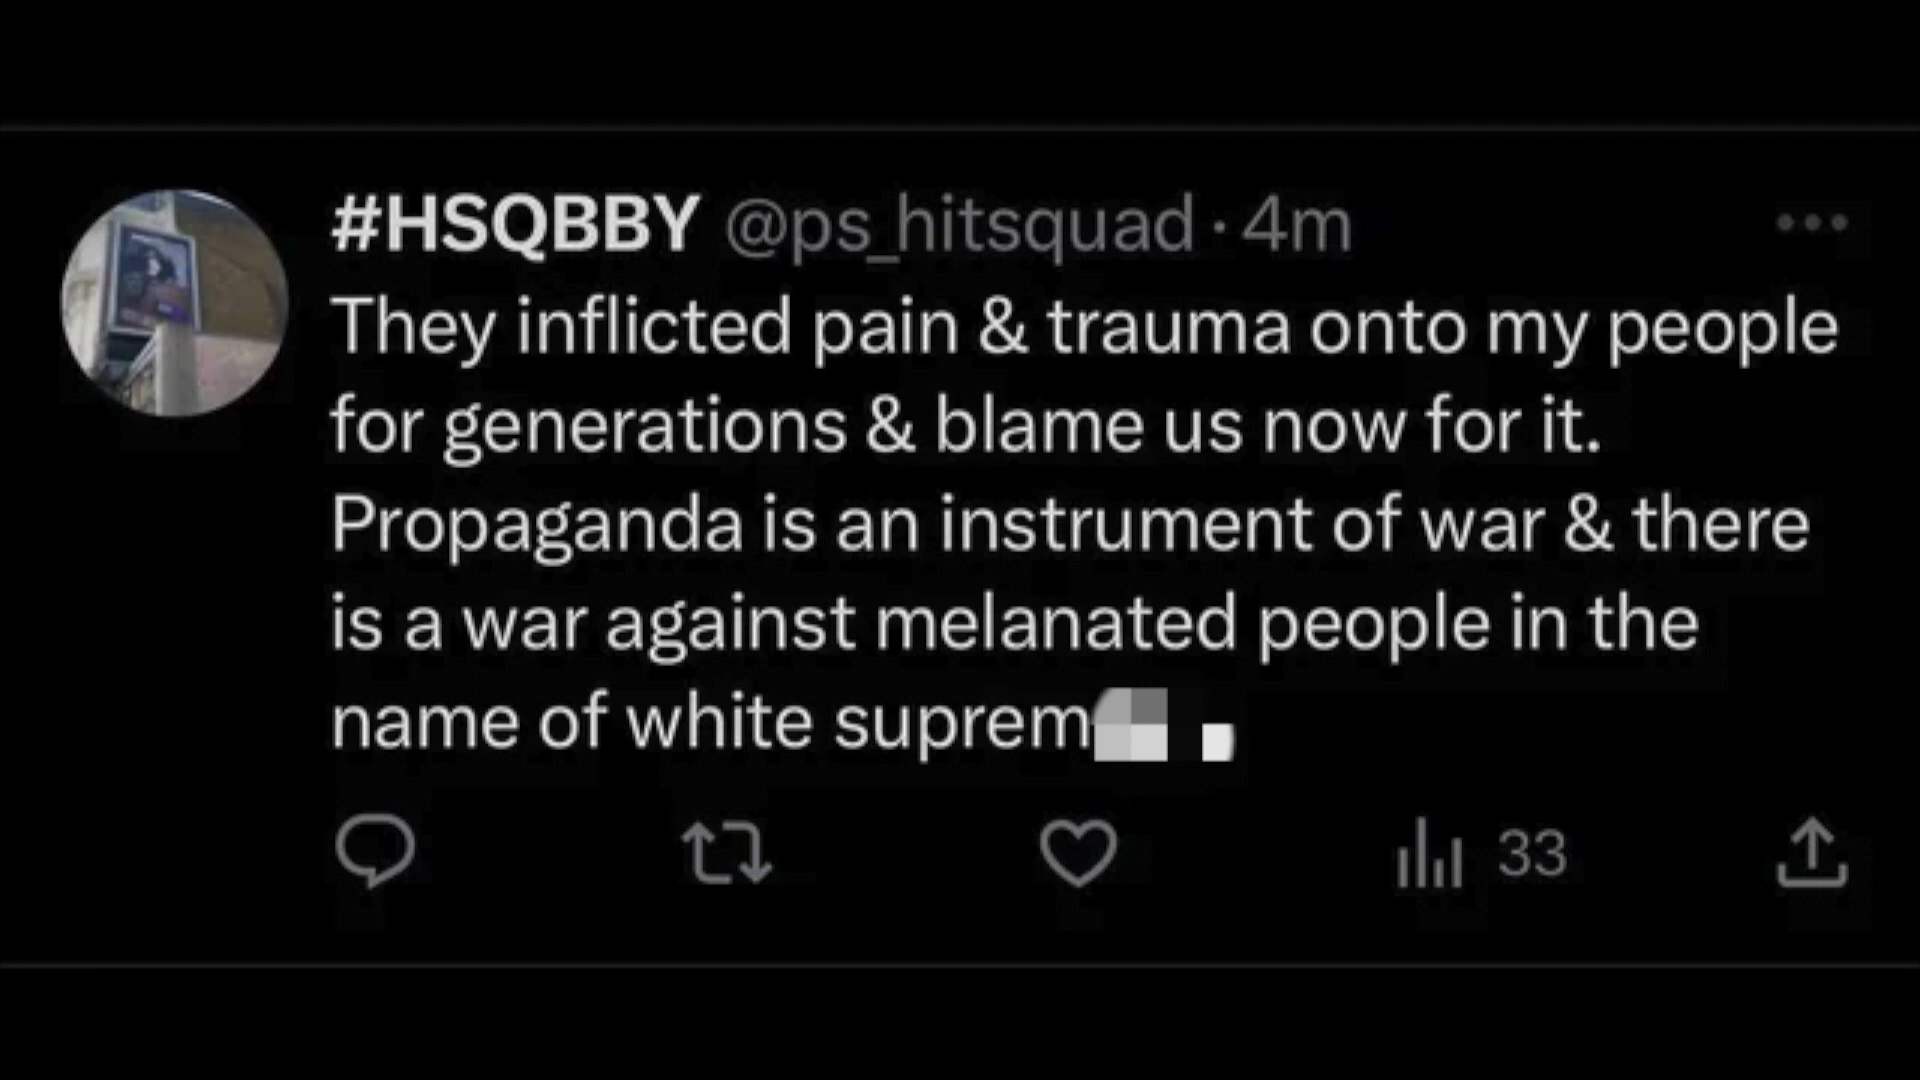 #HSQBBY @ps_hitsquad · 4m
They inflicted pain & trauma onto my people
for generations & blame us now for it.
Propaganda is an instrument of war & there
is a war against melanated people in the
name of white suprem
33